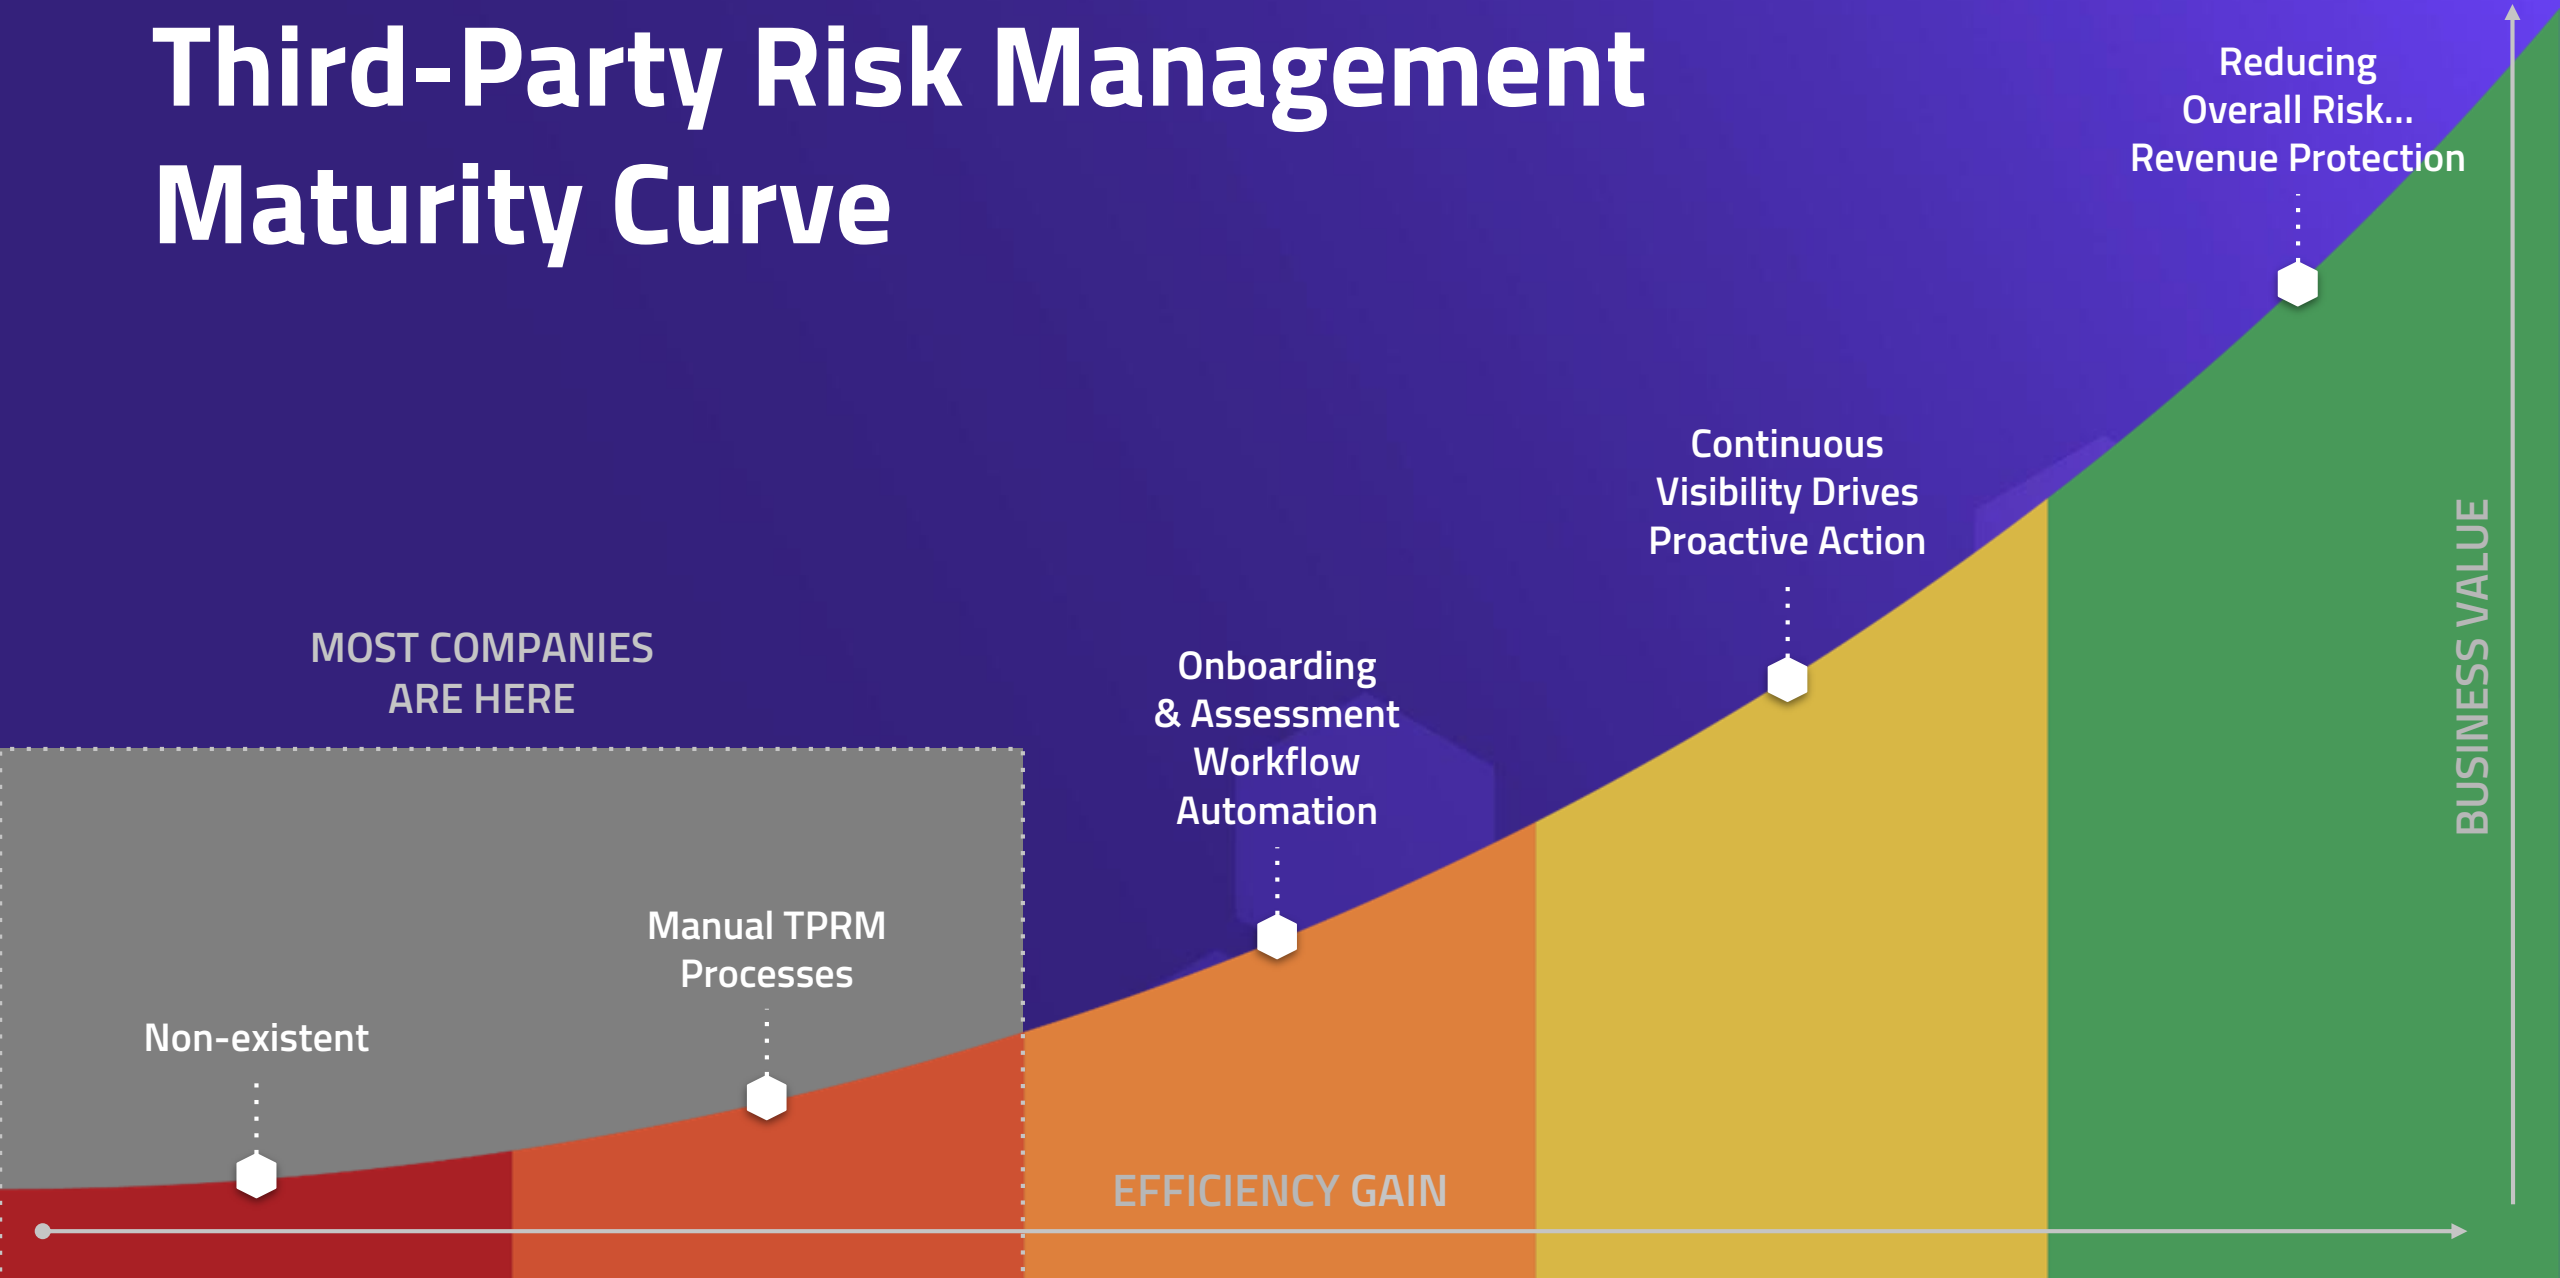 Third-Party Risk Management
Maturity Curve
Reducing
Overall Risk...
Revenue Protection
Continuous
Visibility Drives
Proactive Action
MOST COMPANIES
ARE HERE
Onboarding
& Assessment
Workflow
Automation
Manual TPRM
Processes
Non-existent
EFFICIENCY GAIN
BUSINESS VALUE